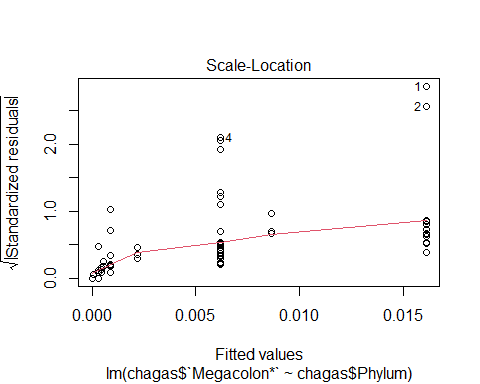 Scale-Location
√|Standardized residuals|
0.0
1.0
2.0
1
2
4
0.000
0.005
0.010
0.015
Fitted values
lm(chagas$`Megacolon*` ~ chagas$Phylum)